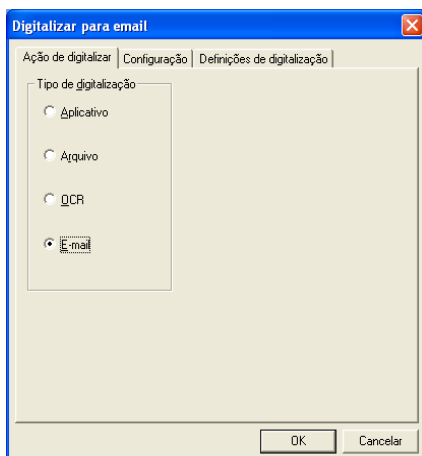 Digitalizar para email
Ação de digitalizar Configuração Definições de digitalização
Tipo de digitalização
Aplicativo
Arquivo
OCR
E-mail
OK Cancelar